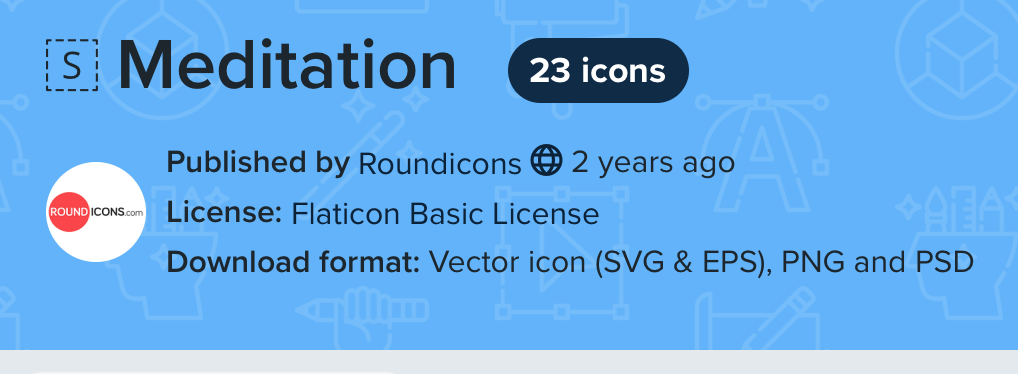 S Meditation 23 icons
Published by Roundicons 2 years ago
License: Flaticon Basic License
ROUNDICONS.com
Download format: Vector icon (SVG & EPS), PNG and PSD